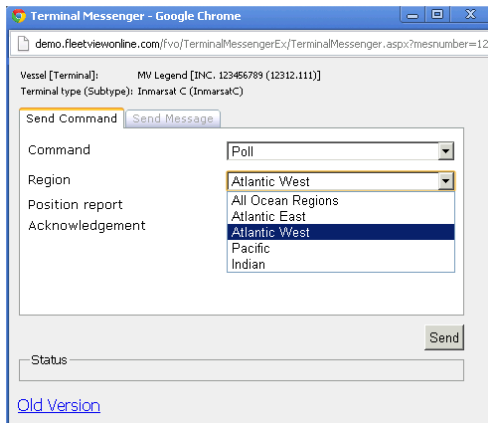 Terminal Messenger - Google Chrome
demo.fleetviewonline.com/fvo/TerminalMessengerEx/TerminalMessenger.aspx?mesnumber=12
Vessel [Terminal]: MV Legend [INC. 123456789 (12312.111)]
Terminal type (Subtype): Inmarsat C (InmarsatC)
Send Command Send Message
Command Poll
Region Atlantic West
All Ocean Regions
Position report
Atlantic East
Acknowledgement
Atlantic West
Pacific
Indian
Send
Status
Old Version